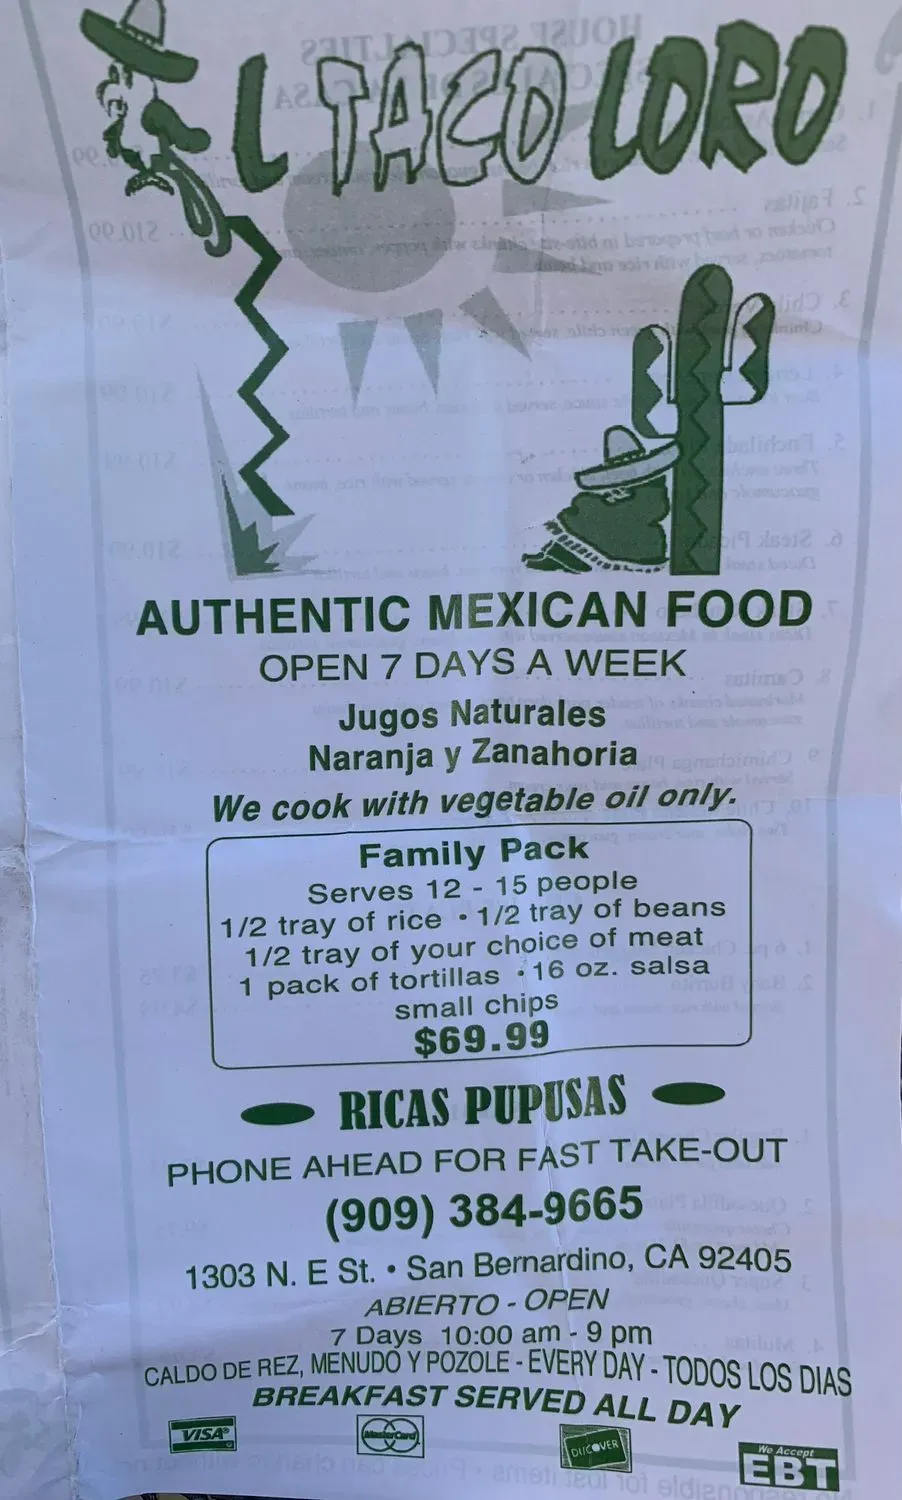 EL TACO LORO
AUTHENTIC MEXICAN FOOD
OPEN 7 DAYS A WEEK
Jugos Naturales
Naranja y Zanahoria
We cook with vegetable oil only.
Family Pack
Serves 12 - 15 people
1/2 tray of rice • 1/2 tray of beans
1/2 tray of your choice of meat
1 pack of tortillas • 16 oz. salsa
small chips
$69.99
RICAS PUPUSAS
PHONE AHEAD FOR FAST TAKE-OUT
(909) 384-9665
1303 N. E St. • San Bernardino, CA 92405
ABIERTO - OPEN
7 Days 10:00 am - 9 pm
CALDO DE REZ, MENUDO Y POZOLE - EVERY DAY - TODOS LOS DIAS
BREAKFAST SERVED ALL DAY
VISA
MasterCard
DISCOVER
We Accept
EBT